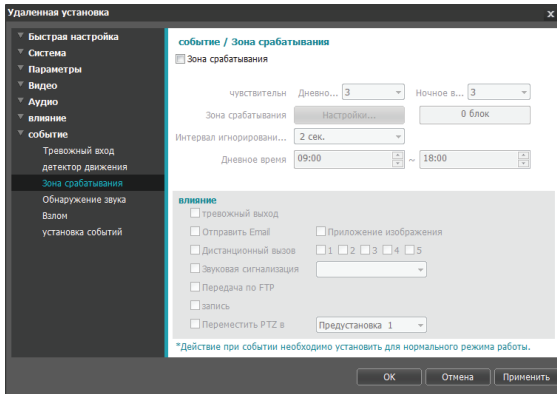 Удаленная установка x
Быстрая настройка
Система
Параметры
Видео
Аудио
влияние
событие
Тревожный вход
детектор движения
Зона срабатывания
Обнаружение звука
Взлом
установка событий
событие / Зона срабатывания
Зона срабатывания
чувствительн Дневно... 3 Ночное в... 3
Зона срабатывания Настройки... 0 блок
Интервал игнорировани... 2 сек.
Дневное время 09:00 ~ 18:00
влияние
тревожный выход
Отправить Email Приложение изображения
Дистанционный вызов 1 2 3 4 5
Звуковая сигнализация
Передача по FTP
запись
Переместить PTZ в Предустановка 1
*Действие при событии необходимо установить для нормального режима работы.
OK Отмена Применить